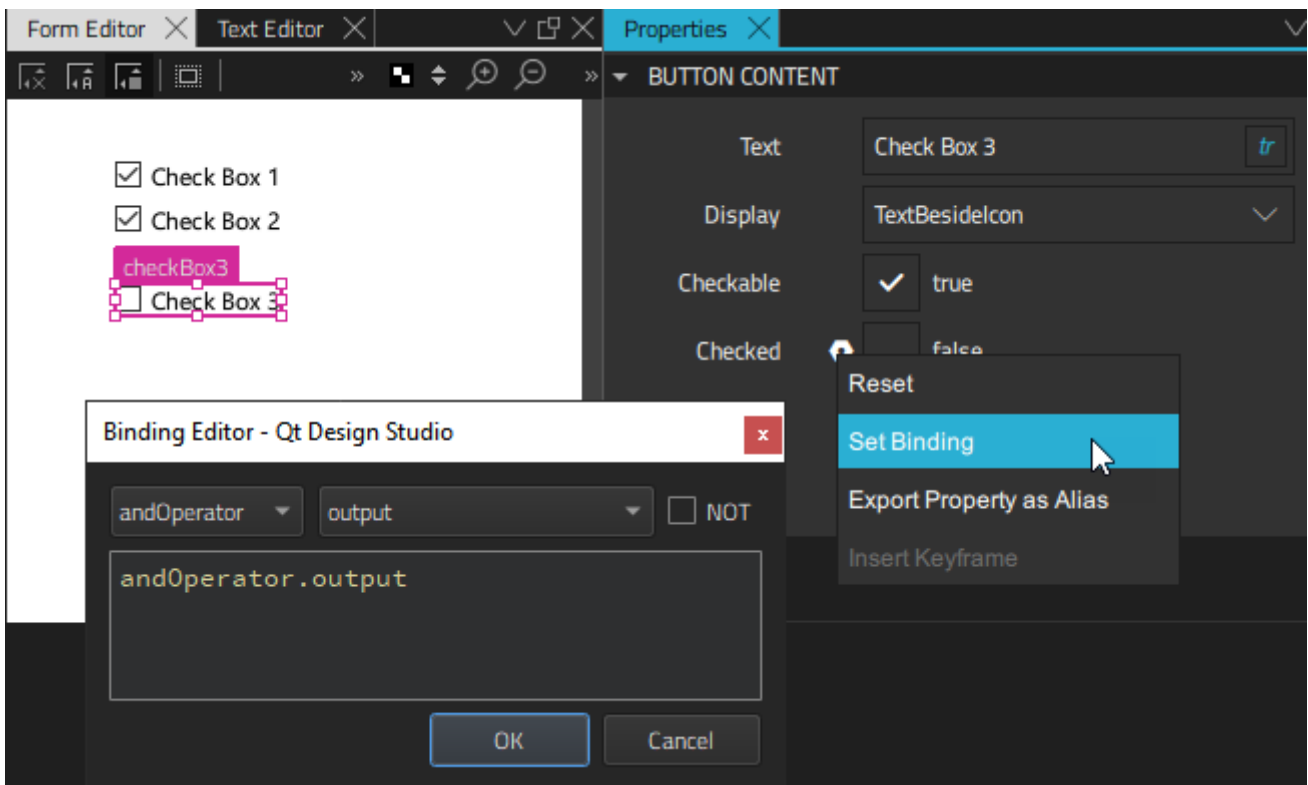 Form Editor
Text Editor
Properties
BUTTON CONTENT
Text
Check Box 3
tr
Display
TextBesideIcon
Checkable
true
Checked
false
Check Box 1
Check Box 2
checkBox3
Check Box 3
Reset
Set Binding
Export Property as Alias
Insert Keyframe
Binding Editor - Qt Design Studio
x
andOperator
output
NOT
andOperator.output
OK
Cancel